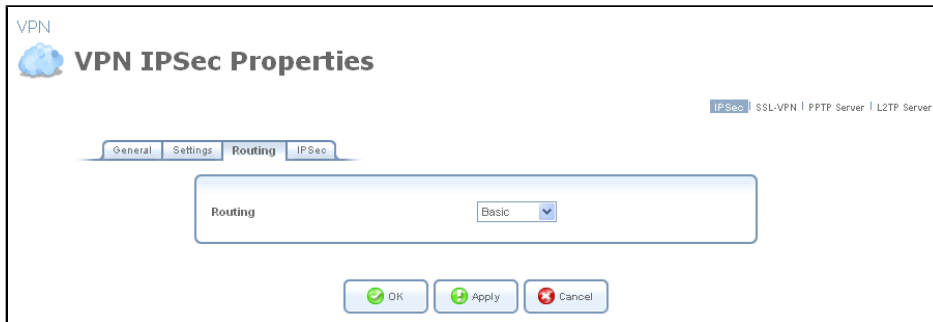 VPN
VPN IPSec Properties
IPSec | SSL-VPN | PPTP Server | L2TP Server
General Settings Routing IPSec
Routing Basic
OK Apply Cancel